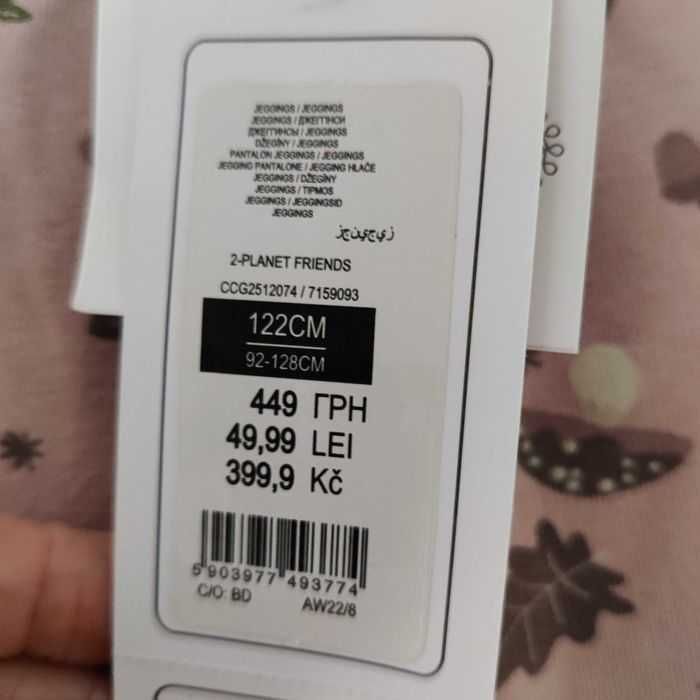 JEGGINGS / JEGGINGS
JEGGINGS / ДЖЕГГІНСИ
ДЖЕГГИНСЫ / JEGGINGS
DŽEGÍNY / JEGGINGS
PANTALON JEGGINGS / JEGGINGS
JEGGING PANTALONE / JEGGING HLAČE
JEGGINGS / DŽEGÍNY
JEGGINGS / TIPMOS
JEGGINGS / JEGGINGSID
JEGGINGS
2-PLANET FRIENDS
CCG2512074 / 7159093
122CM
92-128CM
449 ГРН
49,99 LEI
399,9 Kč
5 903977 493774
C/O: BD AW22/8